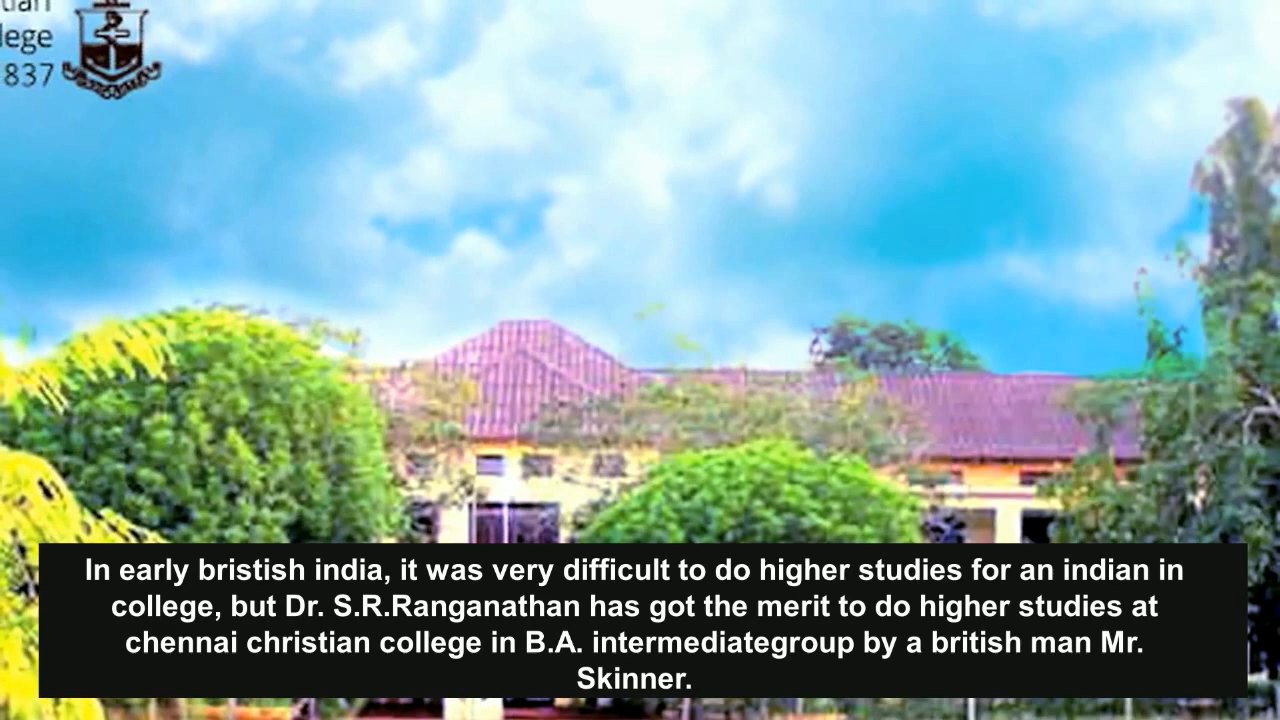 tian
lege
837
In early bristish india, it was very difficult to do higher studies for an indian in
college, but Dr. S.R.Ranganathan has got the merit to do higher studies at
chennai christian college in B.A. intermediategroup by a british man Mr.
Skinner.